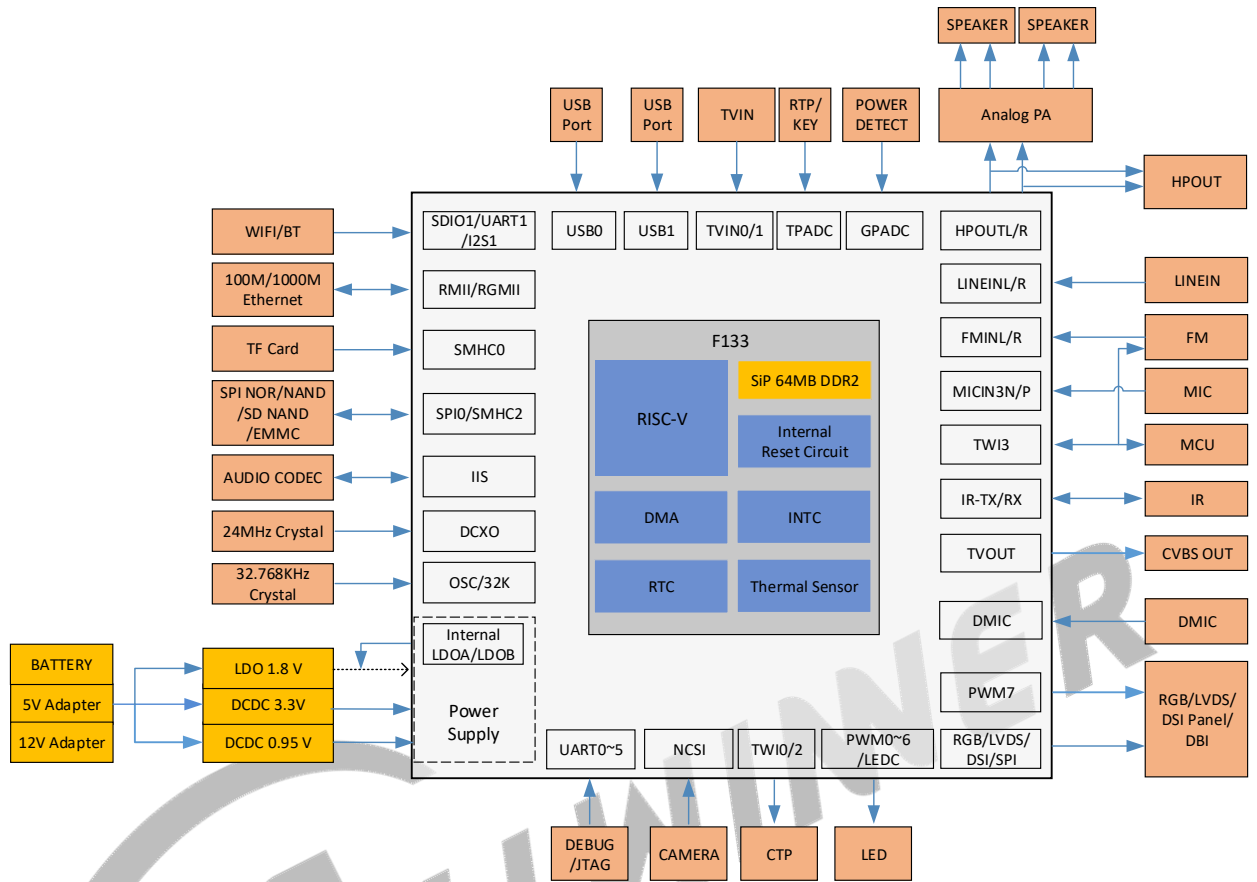 SPEAKER
SPEAKER
Analog PA
HPOUT
USB
Port
USB
Port
TVIN
RTP/
KEY
POWER
DETECT
WIFI/BT
100M/1000M
Ethernet
TF Card
SPI NOR/NAND
/SD NAND
/EMMC
AUDIO CODEC
24MHz Crystal
32.768KHz
Crystal
BATTERY
5V Adapter
12V Adapter
LDO 1.8 V
DCDC 3.3V
DCDC 0.95 V
SDIO1/UART1
/I2S1
RMII/RGMII
SMHC0
SPI0/SMHC2
IIS
DCXO
OSC/32K
Internal
LDOA/LDOB
Power
Supply
USB0
USB1
TVIN0/1
TPADC
GPADC
HPOUTL/R
LINEINL/R
FMINL/R
MICIN3N/P
TWI3
IR-TX/RX
TVOUT
DMIC
PWM7
RGB/LVDS/
DSI/SPI
F133
RISC-V
SiP 64MB DDR2
Internal
Reset Circuit
DMA
INTC
RTC
Thermal Sensor
UART0~5
NCSI
TWI0/2
PWM0~6
/LEDC
LINEIN
FM
MIC
MCU
IR
CVBS OUT
DMIC
RGB/LVDS/
DSI Panel/
DBI
DEBUG
/JTAG
CAMERA
CTP
LED